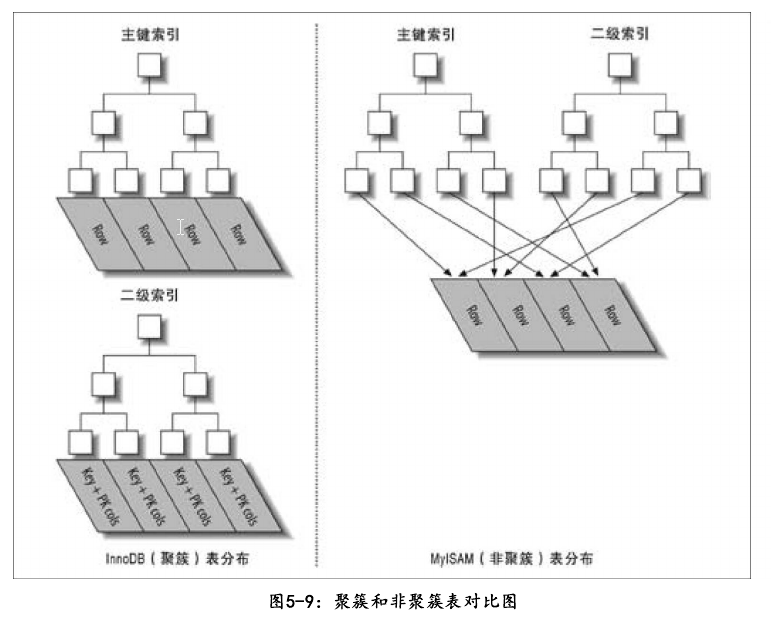 主键索引
Row
Row
Row
Row
二级索引
Key + PK cols
Key + PK cols
Key + PK cols
Key + PK cols
InnoDB（聚簇）表分布
主键索引
二级索引
Row
Row
Row
Row
MyISAM（非聚簇）表分布
图5-9：聚簇和非聚簇表对比图